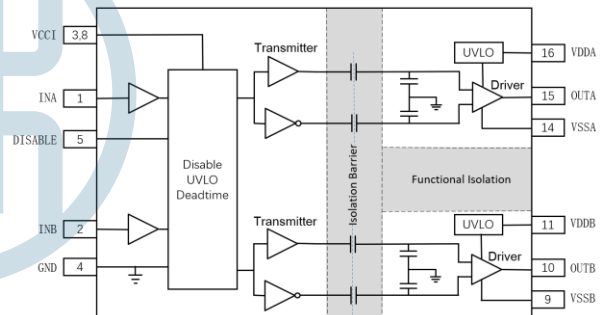 VCCI 3,8
INA 1
DISABLE 5
INB 2
GND 4
Disable
UVLO
Deadtime
Transmitter
Transmitter
Isolation Barrier
Functional Isolation
UVLO
Driver
16 VDDA
15 OUTA
14 VSSA
UVLO
Driver
11 VDDB
10 OUTB
9 VSSB